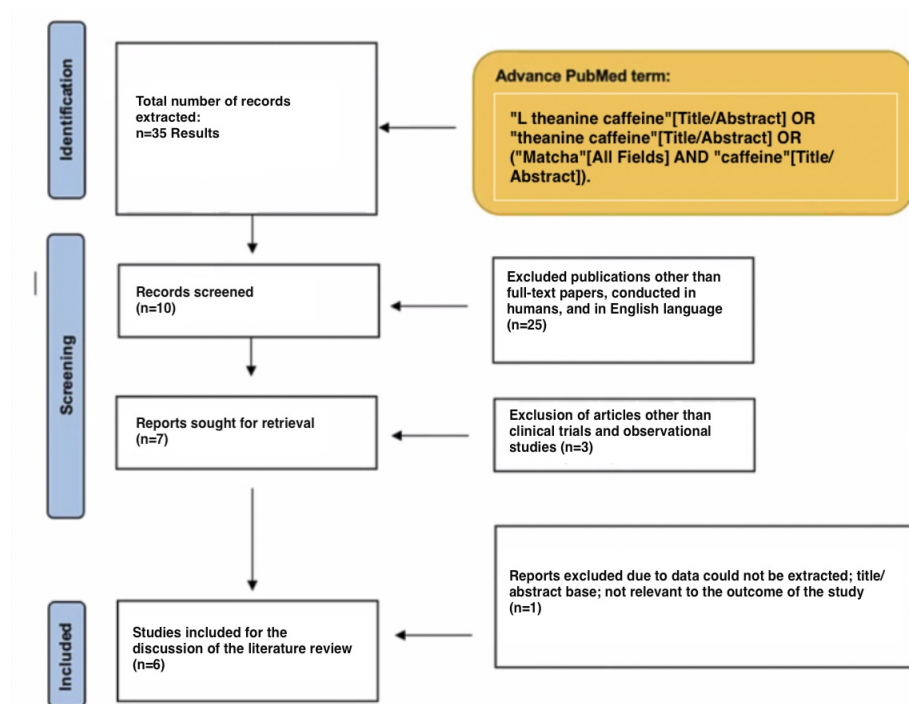 Identification
Total number of records
extracted:
n=35 Results
Advance PubMed term:
"L theanine caffeine"[Title/Abstract] OR
"theanine caffeine"[Title/Abstract] OR
("Matcha"[All Fields] AND "caffeine"[Title/
Abstract]).
Screening
Records screened
(n=10)
Excluded publications other than
full-text papers, conducted in
humans, and in English language
(n=25)
Reports sought for retrieval
(n=7)
Exclusion of articles other than
clinical trials and observational
studies (n=3)
Included
Studies included for the
discussion of the literature review
(n=6)
Reports excluded due to data could not be extracted; title/
abstract base; not relevant to the outcome of the study
(n=1)